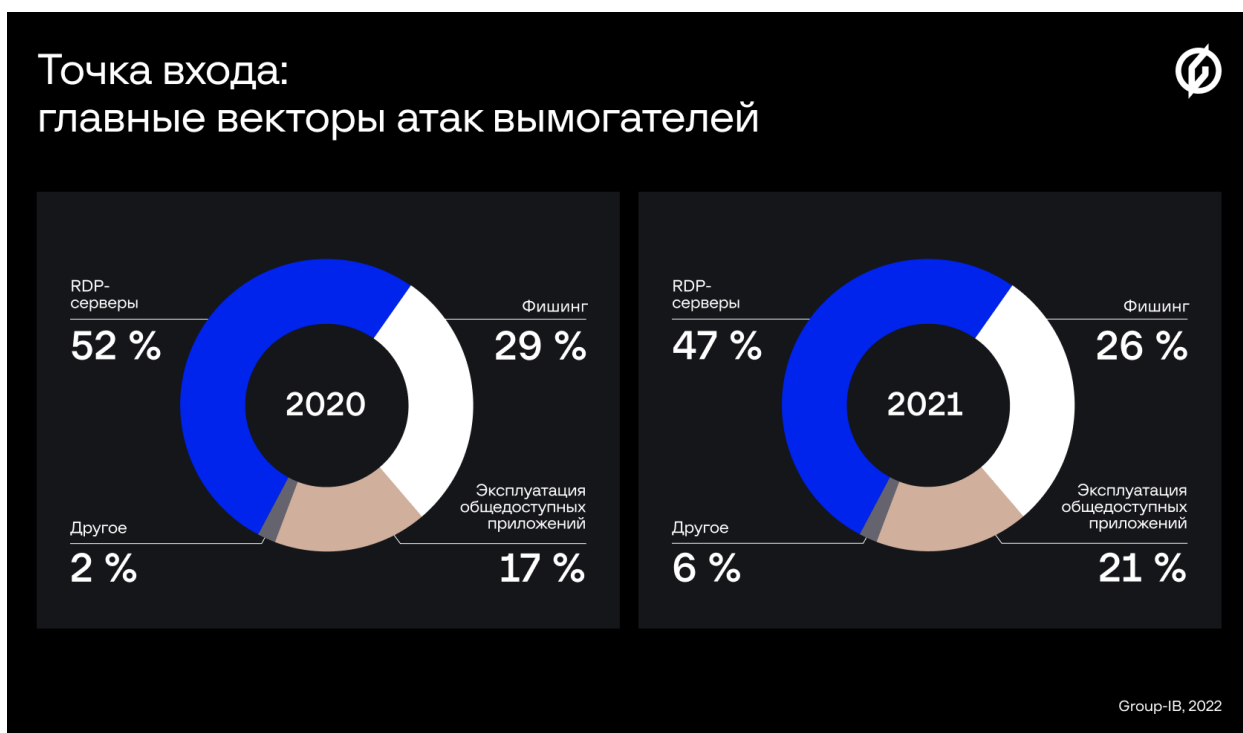 Точка входа:
главные векторы атак вымогателей
RDP-
серверы
52 %
Фишинг
29 %
2020
Другое
2 %
Эксплуатация
общедоступных
приложений
17 %
RDP-
серверы
47 %
Фишинг
26 %
2021
Другое
6 %
Эксплуатация
общедоступных
приложений
21 %
Group-IB, 2022